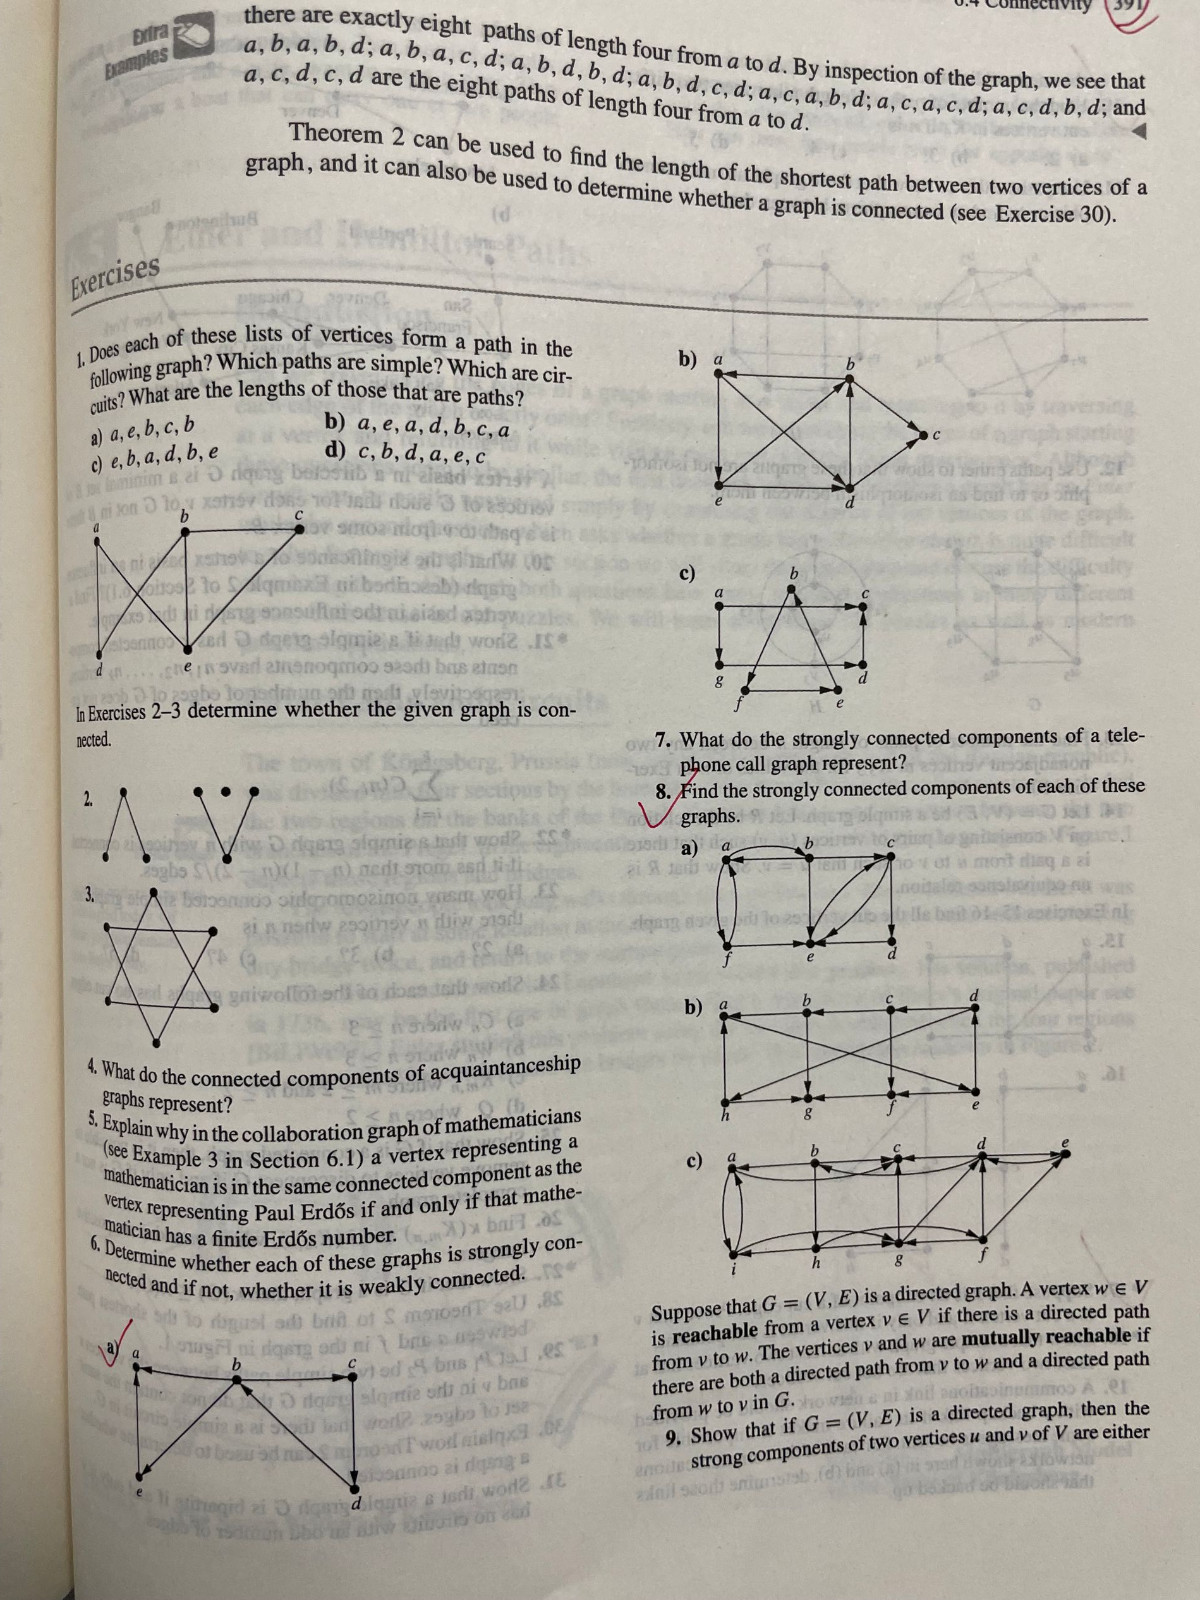 6.4 Connectivity 391
Extra
Examples
there are exactly eight paths of length four from a to d. By inspection of the graph, we see that
a, b, a, b, d; a, b, a, c, d; a, b, d, b, d; a, b, d, c, d; a, c, a, b, d; a, c, a, c, d; a, c, d, b, d; and
a, c, d, c, d are the eight paths of length four from a to d.
Theorem 2 can be used to find the length of the shortest path between two vertices of a
graph, and it can also be used to determine whether a graph is connected (see Exercise 30).
Exercises
1. Does each of these lists of vertices form a path in the
following graph? Which paths are simple? Which are cir-
cuits? What are the lengths of those that are paths?
a) a, e, b, c, b
b) a, e, a, d, b, c, a
c) e, b, a, d, b, e
d) c, b, d, a, e, c
a b c
d e
In Exercises 2–3 determine whether the given graph is con-
nected.
2.
3.
4. What do the connected components of acquaintanceship
graphs represent?
5. Explain why in the collaboration graph of mathematicians
(see Example 3 in Section 6.1) a vertex representing a
mathematician is in the same connected component as the
vertex representing Paul Erdős if and only if that mathe-
matician has a finite Erdős number.
6. Determine whether each of these graphs is strongly con-
nected and if not, whether it is weakly connected.
a) a b c
e d
b) a b
c
e d
c) a b c
g f e d
7. What do the strongly connected components of a tele-
phone call graph represent?
8. Find the strongly connected components of each of these
graphs.
a) a b c
f e d
b) a b c d
h g f e
c) a b c d e
i h g f
Suppose that G = (V, E) is a directed graph. A vertex w ∈ V
is reachable from a vertex v ∈ V if there is a directed path
from v to w. The vertices v and w are mutually reachable if
there are both a directed path from v to w and a directed path
from w to v in G.
9. Show that if G = (V, E) is a directed graph, then the
strong components of two vertices u and v of V are either